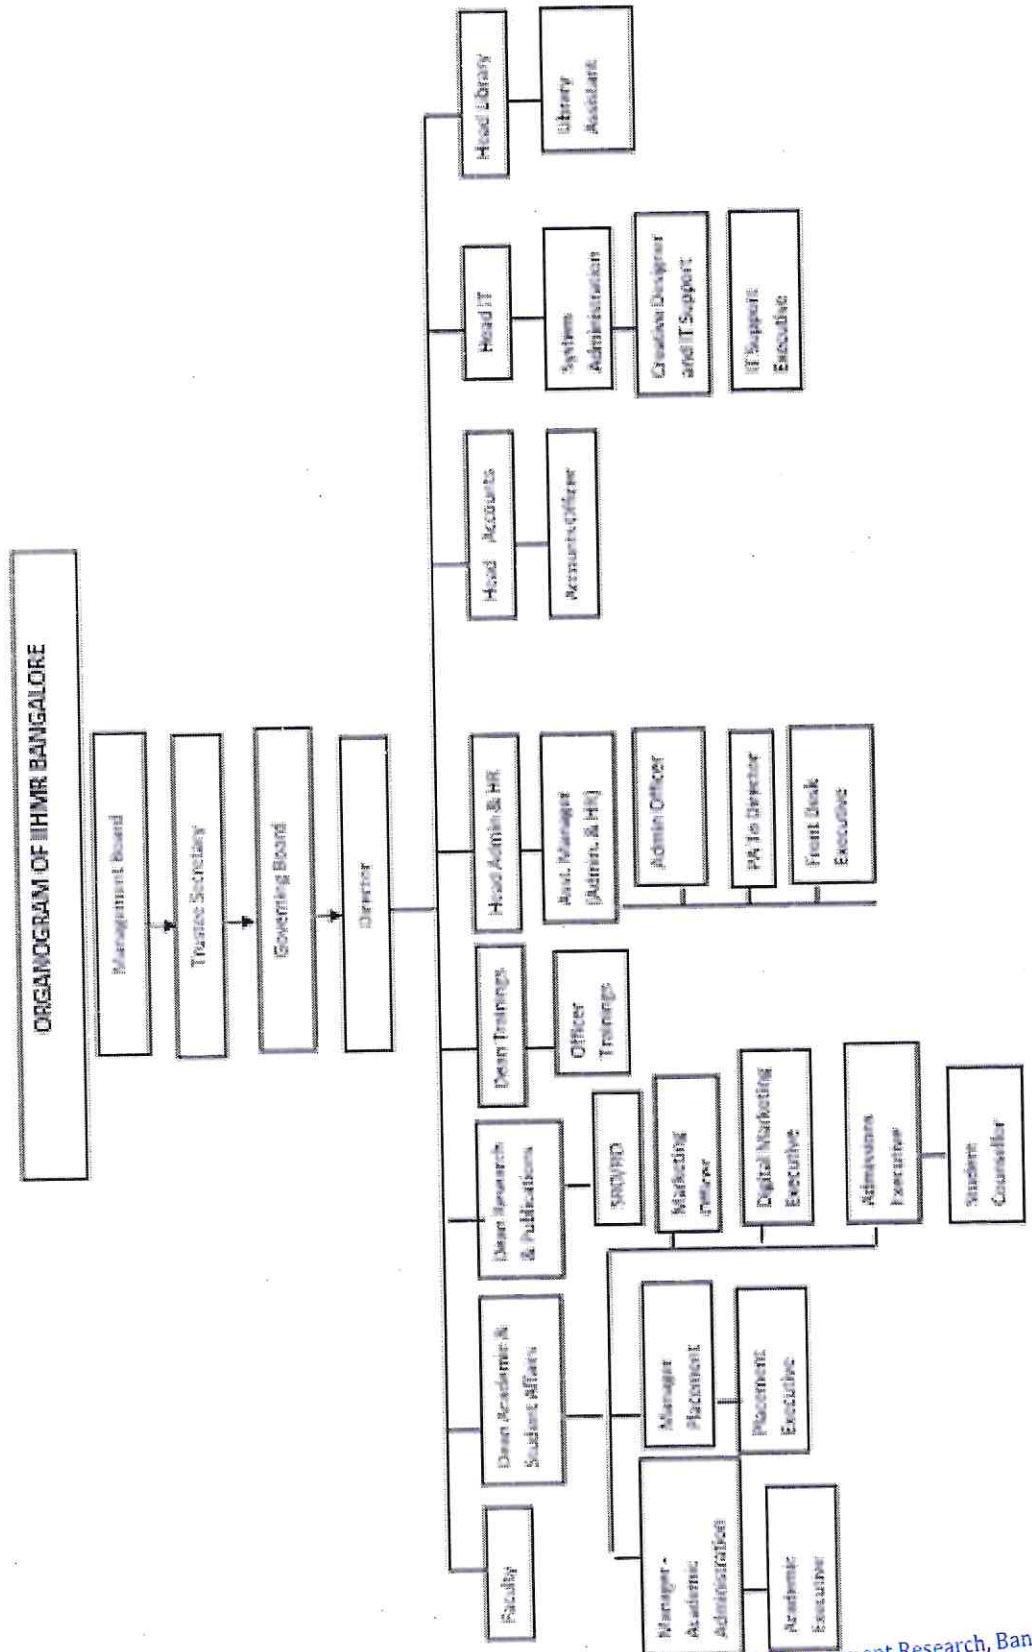 ORGANOGRAM OF IIHMR BANGALORE
Management Board
Trustee Secretary
Governing Board
Director
Faculty
Dean Academic &
Student Affairs
Dean Research
& Publications
Dean Trainings
Head Admin & HR
Head Accounts
Head IT
Head Library
Manager -
Academic
Administration
Academic
Executive
Manager
Placement
Placement
Executive
SRO/RO
Marketing
Officer
Digital Marketing
Executive
Admissions
Executive
Student
Counsellor
Officer
Trainings
Asst. Manager
(Admin. & HR)
Admin Officer
PA To Director
Front Desk
Executive
Accounts Officer
System
Administration
Creative Designer
and IT Support
IT Support
Executive
Library
Assistant
Research, Ban